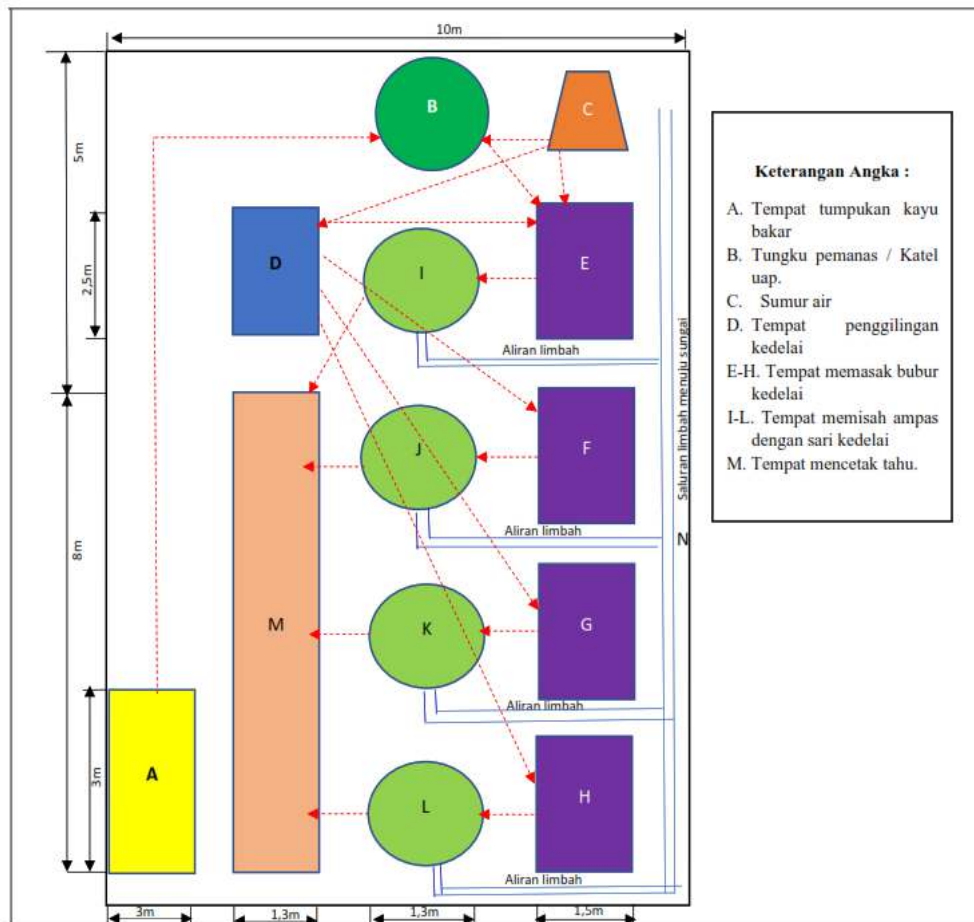 10m
B
C
5m
Keterangan Angka :
A. Tempat tumpukan kayu
bakar
B. Tungku pemanas / Katel
uap.
C. Sumur air
D. Tempat penggilingan
kedelai
E-H. Tempat memasak bubur
kedelai
I-L. Tempat memisah ampas
dengan sari kedelai
M. Tempat mencetak tahu.
2,5m
D
I
E
Aliran limbah
Saluran limbah menuju sungai
J
F
Aliran limbah
N
8m
M
K
G
Aliran limbah
3m
A
L
H
Aliran limbah
3m
1,3m
1,3m
1,5m